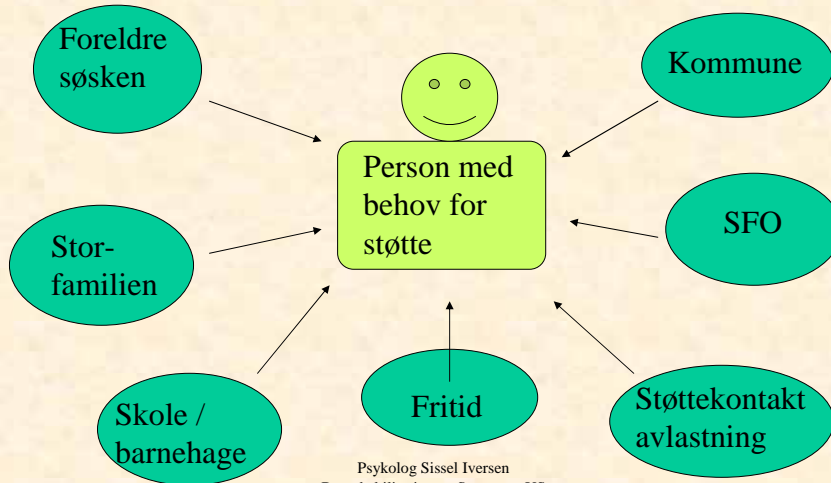 Foreldre
søsken
Kommune
Person med
behov for
støtte
SFO
Stor-
familien
Skole /
barnehage
Fritid
Støttekontakt
avlastning
Psykolog Sissel Iversen